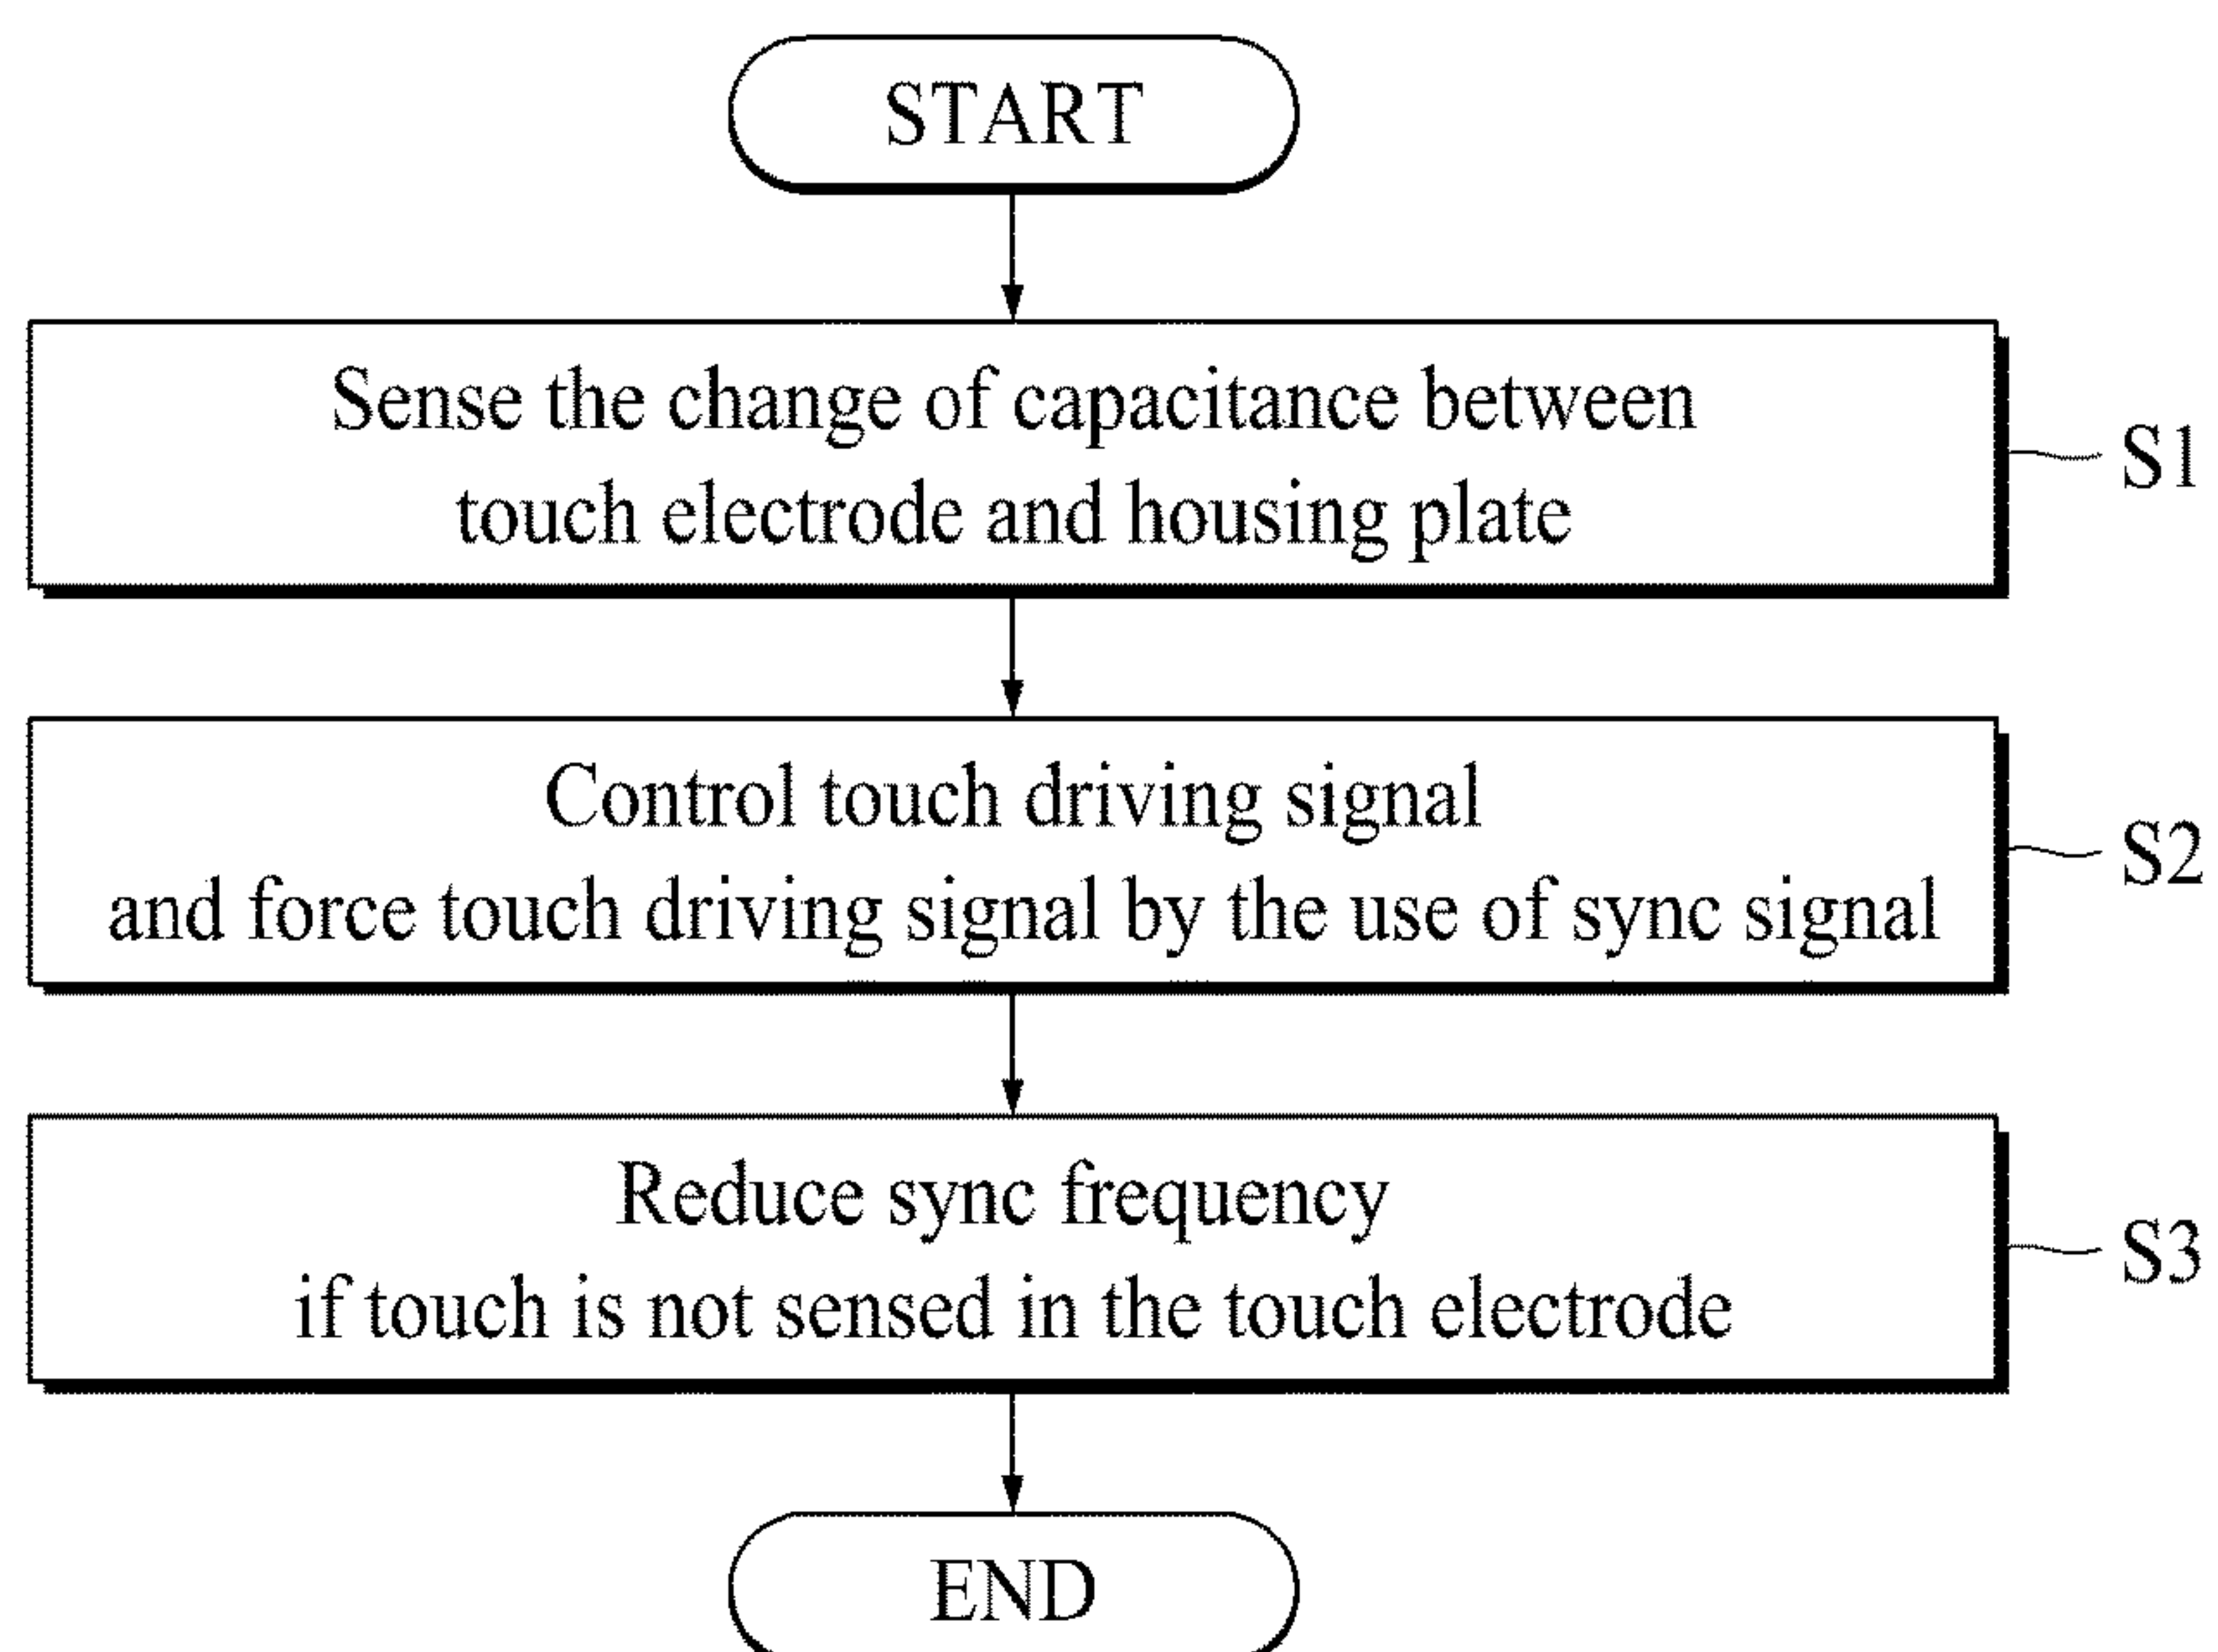 START
Sense the change of capacitance between
touch electrode and housing plate
S1
Control touch driving signal
and force touch driving signal by the use of sync signal
S2
Reduce sync frequency
if touch is not sensed in the touch electrode
S3
END